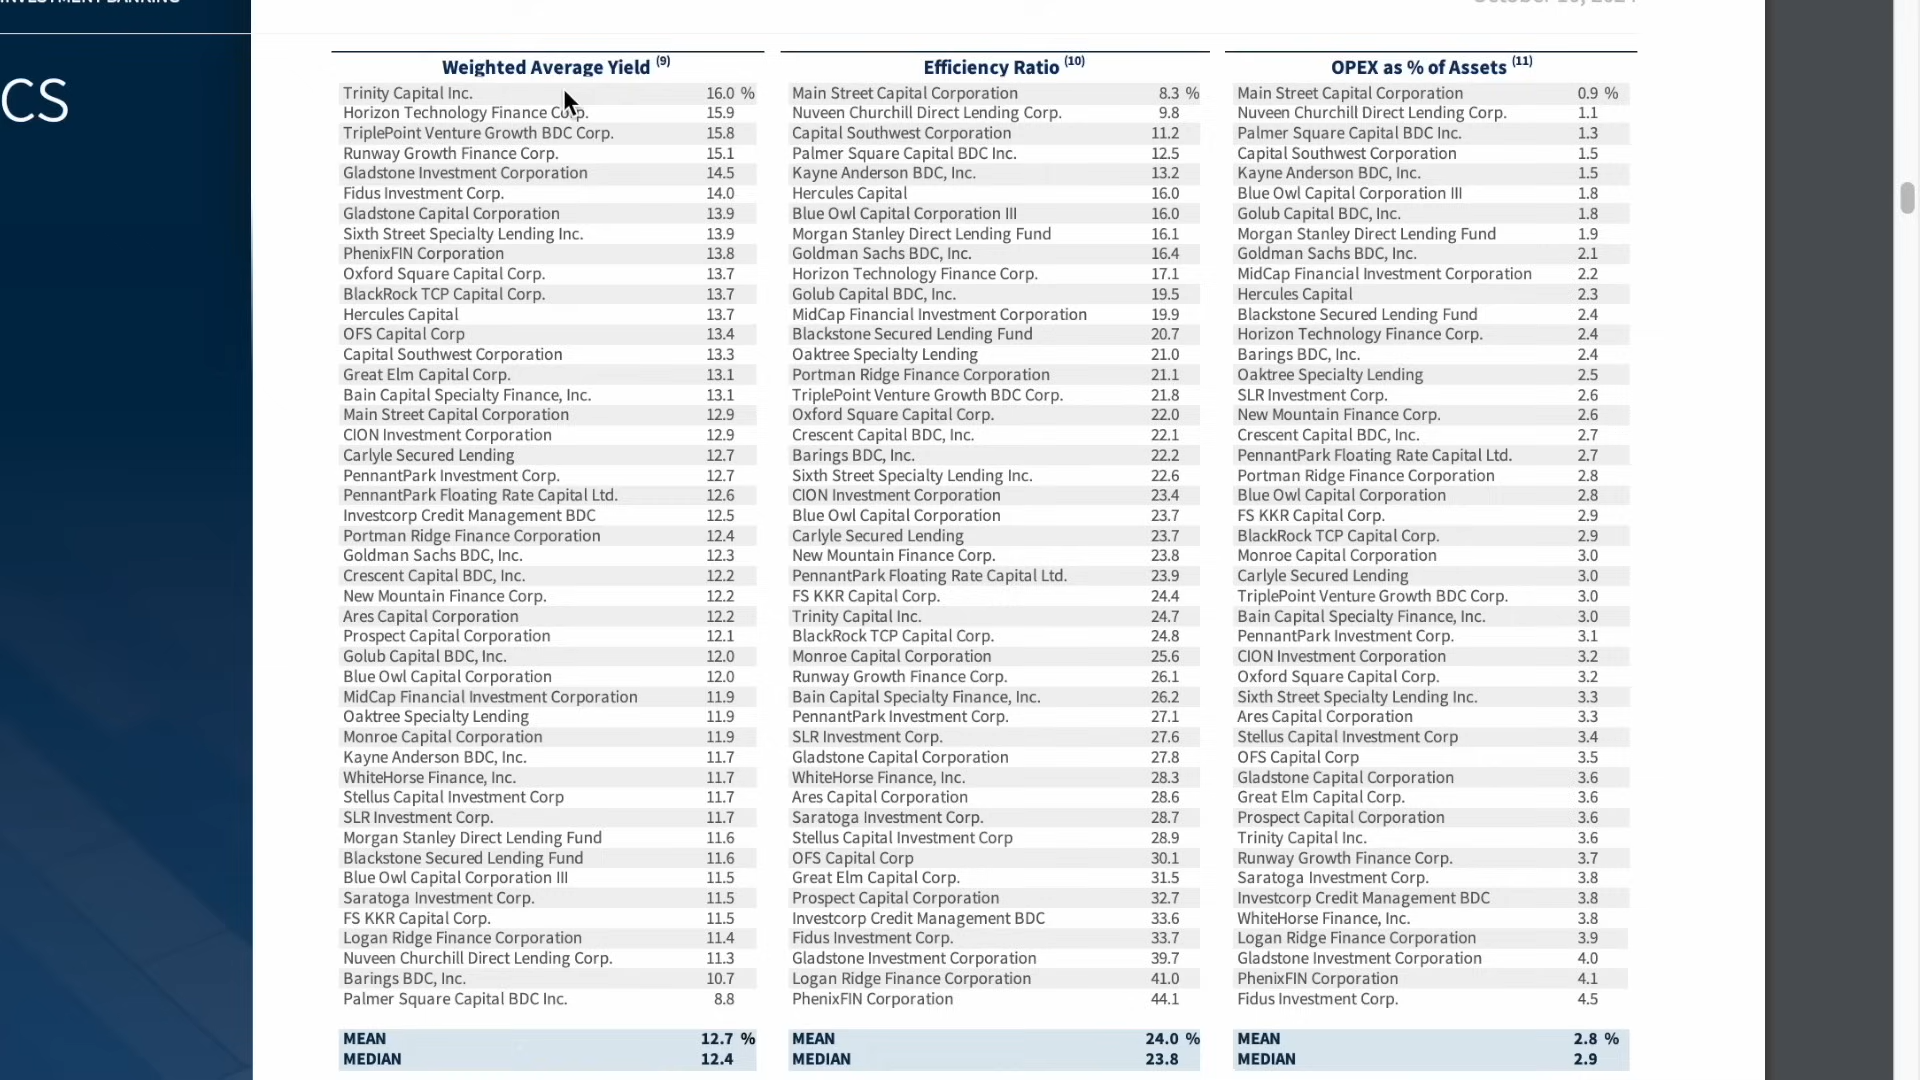 CS
Weighted Average Yield (9)
Trinity Capital Inc. 16.0 %
Horizon Technology Finance Corp. 15.9
TriplePoint Venture Growth BDC Corp. 15.8
Runway Growth Finance Corp. 15.1
Gladstone Investment Corporation 14.5
Fidus Investment Corp. 14.0
Gladstone Capital Corporation 13.9
Sixth Street Specialty Lending Inc. 13.9
PhenixFIN Corporation 13.8
Oxford Square Capital Corp. 13.7
BlackRock TCP Capital Corp. 13.7
Hercules Capital 13.7
OFS Capital Corp 13.4
Capital Southwest Corporation 13.3
Great Elm Capital Corp. 13.1
Bain Capital Specialty Finance, Inc. 13.1
Main Street Capital Corporation 12.9
CION Investment Corporation 12.9
Carlyle Secured Lending 12.7
PennantPark Investment Corp. 12.7
PennantPark Floating Rate Capital Ltd. 12.6
Investcorp Credit Management BDC 12.5
Portman Ridge Finance Corporation 12.4
Goldman Sachs BDC, Inc. 12.3
Crescent Capital BDC, Inc. 12.2
New Mountain Finance Corp. 12.2
Ares Capital Corporation 12.2
Prospect Capital Corporation 12.1
Golub Capital BDC, Inc. 12.0
Blue Owl Capital Corporation 12.0
MidCap Financial Investment Corporation 11.9
Oaktree Specialty Lending 11.9
Monroe Capital Corporation 11.9
Kayne Anderson BDC, Inc. 11.7
WhiteHorse Finance, Inc. 11.7
Stellus Capital Investment Corp 11.7
SLR Investment Corp. 11.7
Morgan Stanley Direct Lending Fund 11.6
Blackstone Secured Lending Fund 11.6
Blue Owl Capital Corporation III 11.5
Saratoga Investment Corp. 11.5
FS KKR Capital Corp. 11.5
Logan Ridge Finance Corporation 11.4
Nuveen Churchill Direct Lending Corp. 11.3
Barings BDC, Inc. 10.7
Palmer Square Capital BDC Inc. 8.8
MEAN 12.7 %
MEDIAN 12.4
Efficiency Ratio (10)
Main Street Capital Corporation 8.3 %
Nuveen Churchill Direct Lending Corp. 9.8
Capital Southwest Corporation 11.2
Palmer Square Capital BDC Inc. 12.5
Kayne Anderson BDC, Inc. 13.2
Hercules Capital 16.0
Blue Owl Capital Corporation III 16.0
Morgan Stanley Direct Lending Fund 16.1
Goldman Sachs BDC, Inc. 16.4
Horizon Technology Finance Corp. 17.1
Golub Capital BDC, Inc. 19.5
MidCap Financial Investment Corporation 19.9
Blackstone Secured Lending Fund 20.7
Oaktree Specialty Lending 21.0
Portman Ridge Finance Corporation 21.1
TriplePoint Venture Growth BDC Corp. 21.8
Oxford Square Capital Corp. 22.0
Crescent Capital BDC, Inc. 22.1
Barings BDC, Inc. 22.2
Sixth Street Specialty Lending Inc. 22.6
CION Investment Corporation 23.4
Blue Owl Capital Corporation 23.7
Carlyle Secured Lending 23.7
New Mountain Finance Corp. 23.8
PennantPark Floating Rate Capital Ltd. 23.9
FS KKR Capital Corp. 24.4
Trinity Capital Inc. 24.7
BlackRock TCP Capital Corp. 24.8
Monroe Capital Corporation 25.6
Runway Growth Finance Corp. 26.1
Bain Capital Specialty Finance, Inc. 26.2
PennantPark Investment Corp. 27.1
SLR Investment Corp. 27.6
Gladstone Capital Corporation 27.8
WhiteHorse Finance, Inc. 28.3
Ares Capital Corporation 28.6
Saratoga Investment Corp. 28.7
Stellus Capital Investment Corp 28.9
OFS Capital Corp 30.1
Great Elm Capital Corp. 31.5
Prospect Capital Corporation 32.7
Investcorp Credit Management BDC 33.6
Fidus Investment Corp. 33.7
Gladstone Investment Corporation 39.7
Logan Ridge Finance Corporation 41.0
PhenixFIN Corporation 44.1
MEAN 24.0 %
MEDIAN 23.8
OPEX as % of Assets (11)
Main Street Capital Corporation 0.9 %
Nuveen Churchill Direct Lending Corp. 1.1
Palmer Square Capital BDC Inc. 1.3
Capital Southwest Corporation 1.5
Kayne Anderson BDC, Inc. 1.5
Blue Owl Capital Corporation III 1.8
Golub Capital BDC, Inc. 1.8
Morgan Stanley Direct Lending Fund 1.9
Goldman Sachs BDC, Inc. 2.1
MidCap Financial Investment Corporation 2.2
Hercules Capital 2.3
Blackstone Secured Lending Fund 2.4
Horizon Technology Finance Corp. 2.4
Barings BDC, Inc. 2.4
Oaktree Specialty Lending 2.5
SLR Investment Corp. 2.6
New Mountain Finance Corp. 2.6
Crescent Capital BDC, Inc. 2.7
PennantPark Floating Rate Capital Ltd. 2.7
Portman Ridge Finance Corporation 2.8
Blue Owl Capital Corporation 2.8
FS KKR Capital Corp. 2.9
BlackRock TCP Capital Corp. 2.9
Monroe Capital Corporation 3.0
Carlyle Secured Lending 3.0
TriplePoint Venture Growth BDC Corp. 3.0
Bain Capital Specialty Finance, Inc. 3.0
PennantPark Investment Corp. 3.1
CION Investment Corporation 3.2
Oxford Square Capital Corp. 3.2
Sixth Street Specialty Lending Inc. 3.3
Ares Capital Corporation 3.3
Stellus Capital Investment Corp 3.4
OFS Capital Corp 3.5
Gladstone Capital Corporation 3.6
Great Elm Capital Corp. 3.6
Prospect Capital Corporation 3.6
Trinity Capital Inc. 3.6
Runway Growth Finance Corp. 3.7
Saratoga Investment Corp. 3.8
Investcorp Credit Management BDC 3.8
WhiteHorse Finance, Inc. 3.8
Logan Ridge Finance Corporation 3.9
Gladstone Investment Corporation 4.0
PhenixFIN Corporation 4.1
Fidus Investment Corp. 4.5
MEAN 2.8 %
MEDIAN 2.9